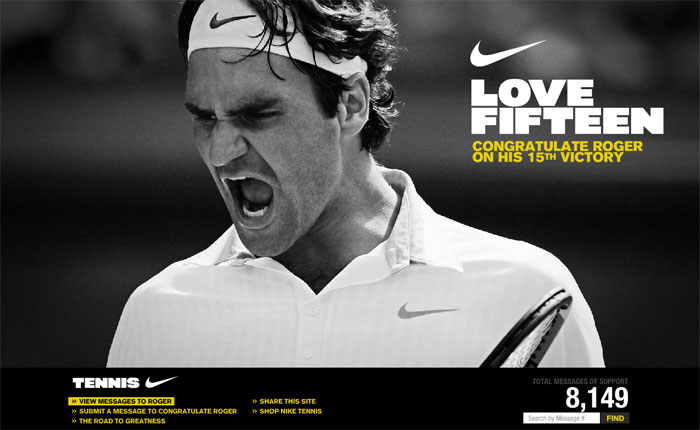 LOVE
FIFTEEN
CONGRATULATE ROGER
ON HIS 15TH VICTORY
TENNIS
» VIEW MESSAGES TO ROGER
» SUBMIT A MESSAGE TO CONGRATULATE ROGER
» THE ROAD TO GREATNESS
» SHARE THIS SITE
» SHOP NIKE TENNIS
TOTAL MESSAGES OF SUPPORT
8,149
Search by Message # FIND